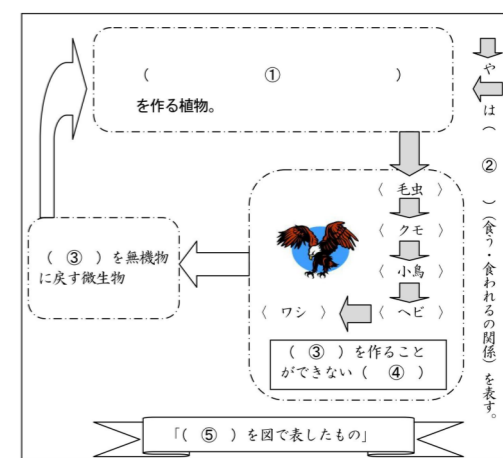 （　　　①　　　）
を作る植物。
〈 毛虫 〉
〈 クモ 〉
〈 小鳥 〉
〈 ワシ 〉 〈 ヘビ 〉
（ ③ ）を作ること
ができない（ ④ ）
（ ③ ）を無機物
に戻す微生物
「（ ⑤ ）を図で表したもの」
やは（ ② ）（食う・食われるの関係）を表す。